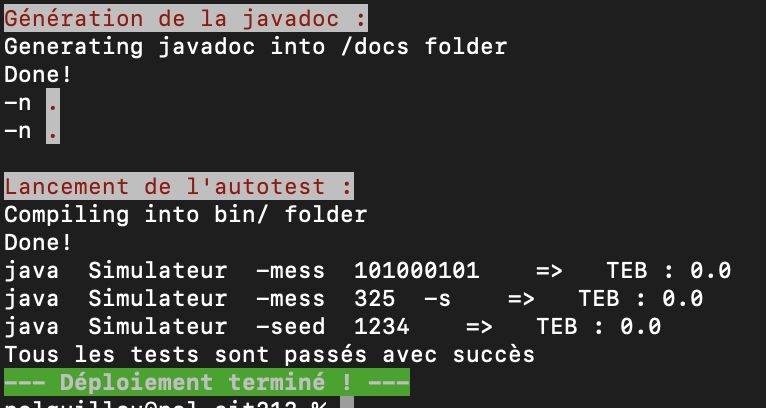 Génération de la javadoc :
Generating javadoc into /docs folder
Done!
-n .
-n .
Lancement de l'autotest :
Compiling into bin/ folder
Done!
java  Simulateur  -mess  101000101    =>   TEB : 0.0
java  Simulateur  -mess  325  -s    =>   TEB : 0.0
java  Simulateur  -seed  1234    =>   TEB : 0.0
Tous les tests sont passés avec succès
--- Déploiement terminé ! ---